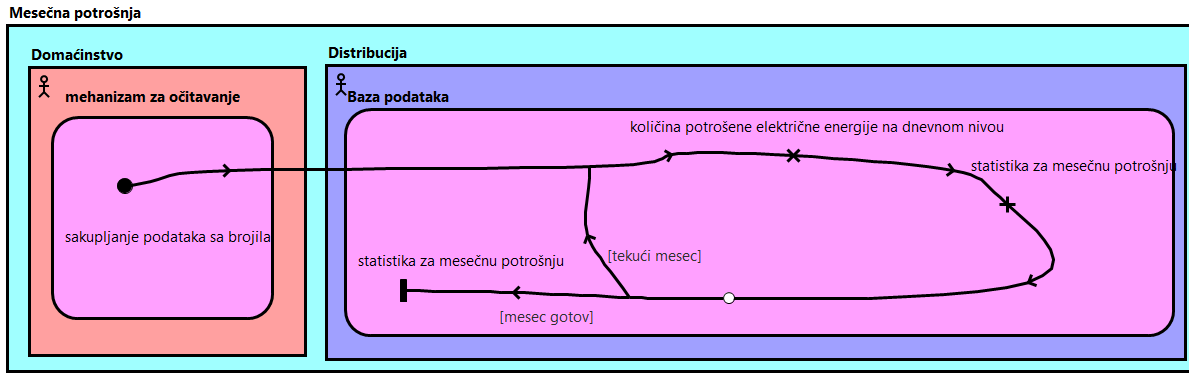 Mesečna potrošnja
Domaćinstvo
Distribucija
mehanizam za očitavanje
Baza podataka
količina potrošene električne energije na dnevnom nivou
statistika za mesečnu potrošnju
sakupljanje podataka sa brojila
[tekući mesec]
statistika za mesečnu potrošnju
[mesec gotov]